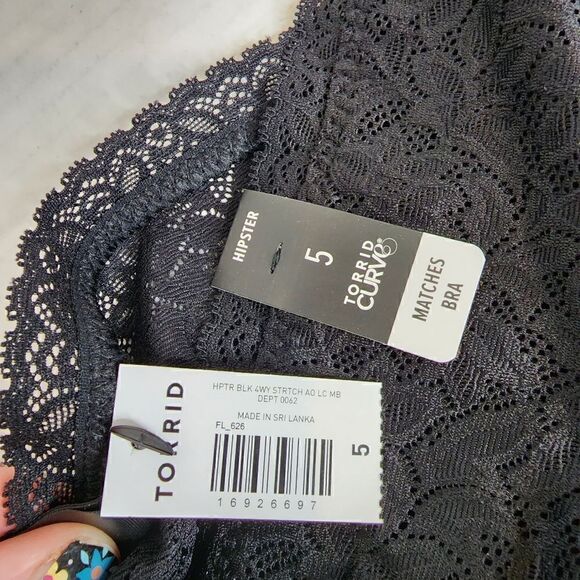 HIPSTER
5
TORRID
CURVE
MATCHES
BRA
TORRID
HPTR BLK 4WY STRTCH AO LC MB
DEPT 0062
MADE IN SRI LANKA
FL_626
16926697
5